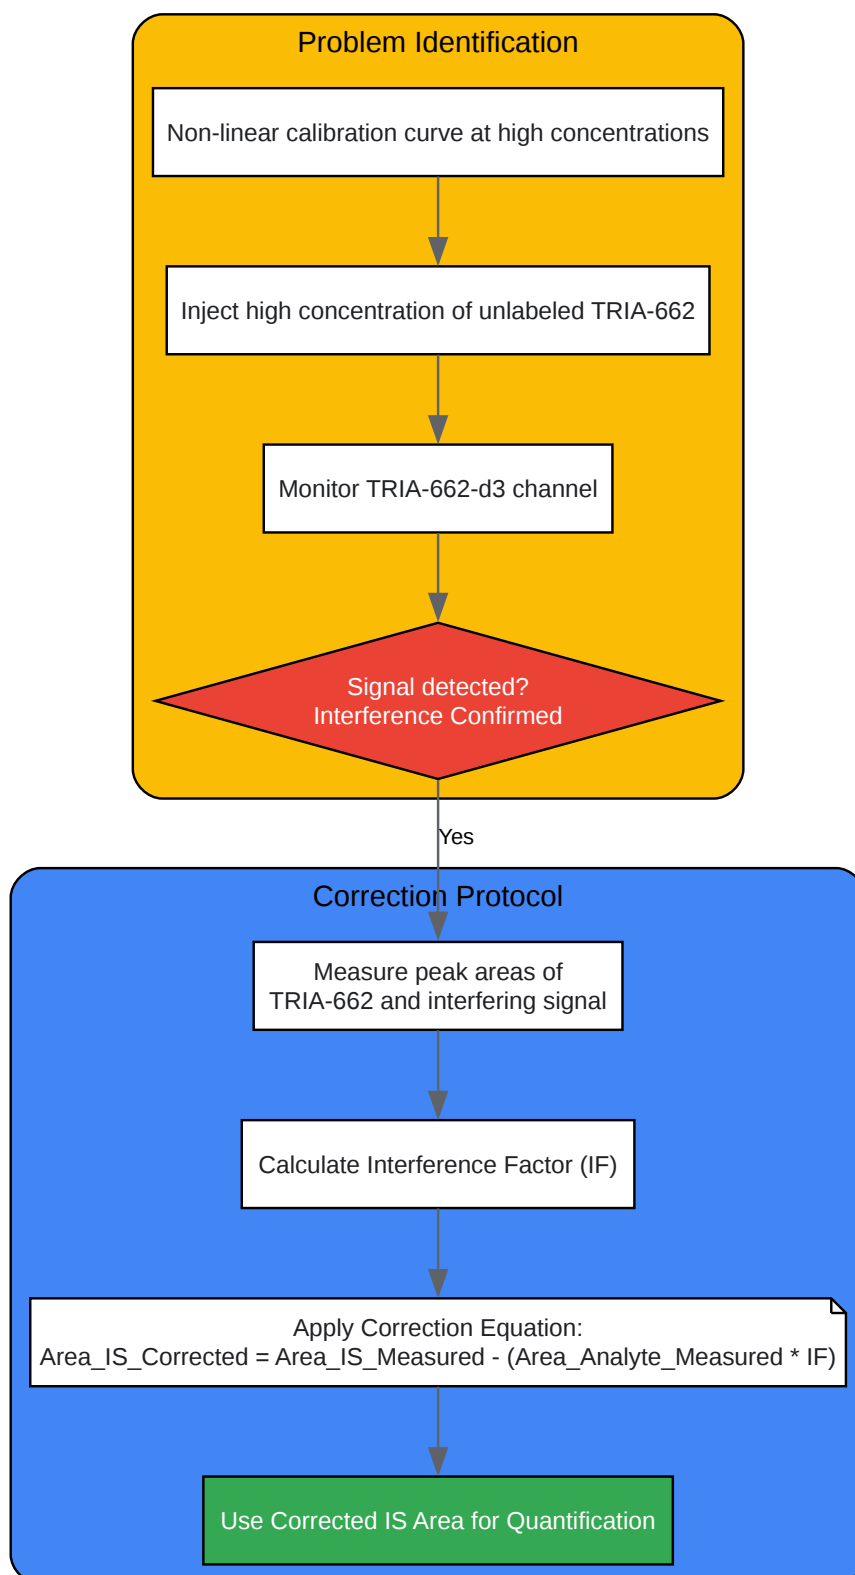 Problem Identification
Non-linear calibration curve at high concentrations
Inject high concentration of unlabeled TRIA-662
Monitor TRIA-662-d3 channel
Signal detected?
Interference Confirmed
Yes
Correction Protocol
Measure peak areas of
TRIA-662 and interfering signal
Calculate Interference Factor (IF)
Apply Correction Equation:
Area_IS_Corrected = Area_IS_Measured - (Area_Analyte_Measured * IF)
Use Corrected IS Area for Quantification